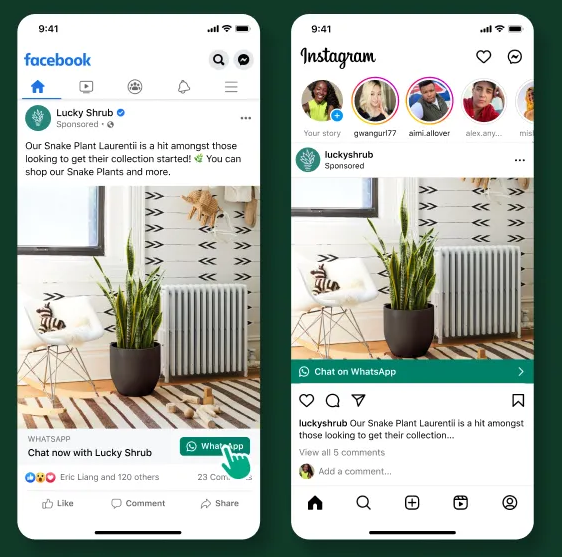 9:41
facebook
Lucky Shrub
Sponsored ·
Our Snake Plant Laurentii is a hit amongst those
looking to get their collection started! 🌿 You can
shop our Snake Plants and more.
WHATSAPP
Chat now with Lucky Shrub
WhatsApp
Eric Liang and 120 others
23
Like
Comment
Share
9:41
Instagram
Your story
gwangurl77
aimi.allover
alex.any...
luckyshrub
Sponsored
Chat on WhatsApp
luckyshrub Our Snake Plant Laurentii is a hit amongst
those looking to get their collection...
View all 5 comments
Add a comment...